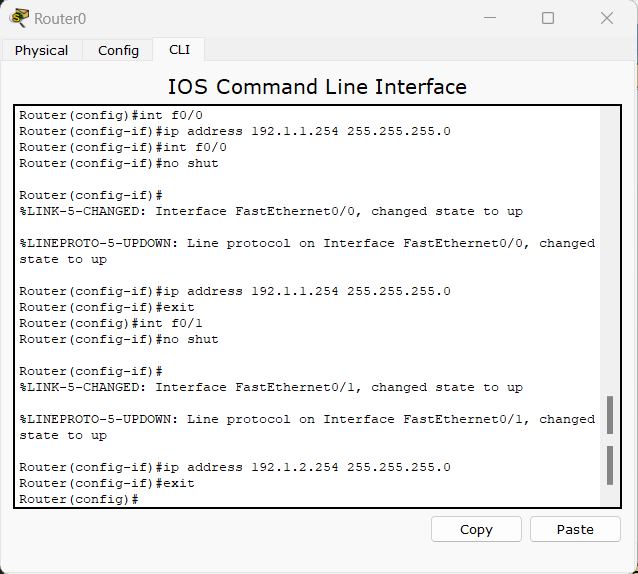 Router0
Physical Config CLI
IOS Command Line Interface
Router(config)#int f0/0
Router(config-if)#ip address 192.1.1.254 255.255.255.0
Router(config-if)#int f0/0
Router(config-if)#no shut
Router(config-if)#
%LINK-5-CHANGED: Interface FastEthernet0/0, changed state to up
%LINEPROTO-5-UPDOWN: Line protocol on Interface FastEthernet0/0, changed
state to up
Router(config-if)#ip address 192.1.1.254 255.255.255.0
Router(config-if)#exit
Router(config)#int f0/1
Router(config-if)#no shut
Router(config-if)#
%LINK-5-CHANGED: Interface FastEthernet0/1, changed state to up
%LINEPROTO-5-UPDOWN: Line protocol on Interface FastEthernet0/1, changed
state to up
Router(config-if)#ip address 192.1.2.254 255.255.255.0
Router(config-if)#exit
Router(config)#
Copy Paste